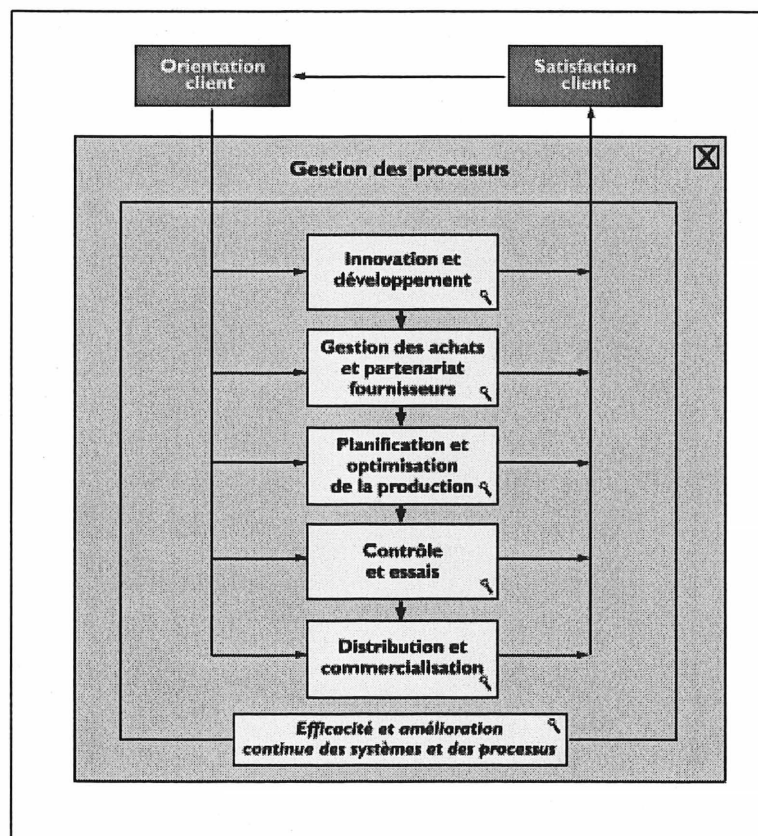 Orientation
client
Satisfaction
client
Gestion des processus
Innovation et
développement
Gestion des achats
et partenariat
fournisseurs
Planification et
optimisation
de la production
Contrôle
et essais
Distribution et
commercialisation
Efficacité et amélioration
continue des systèmes et des processus